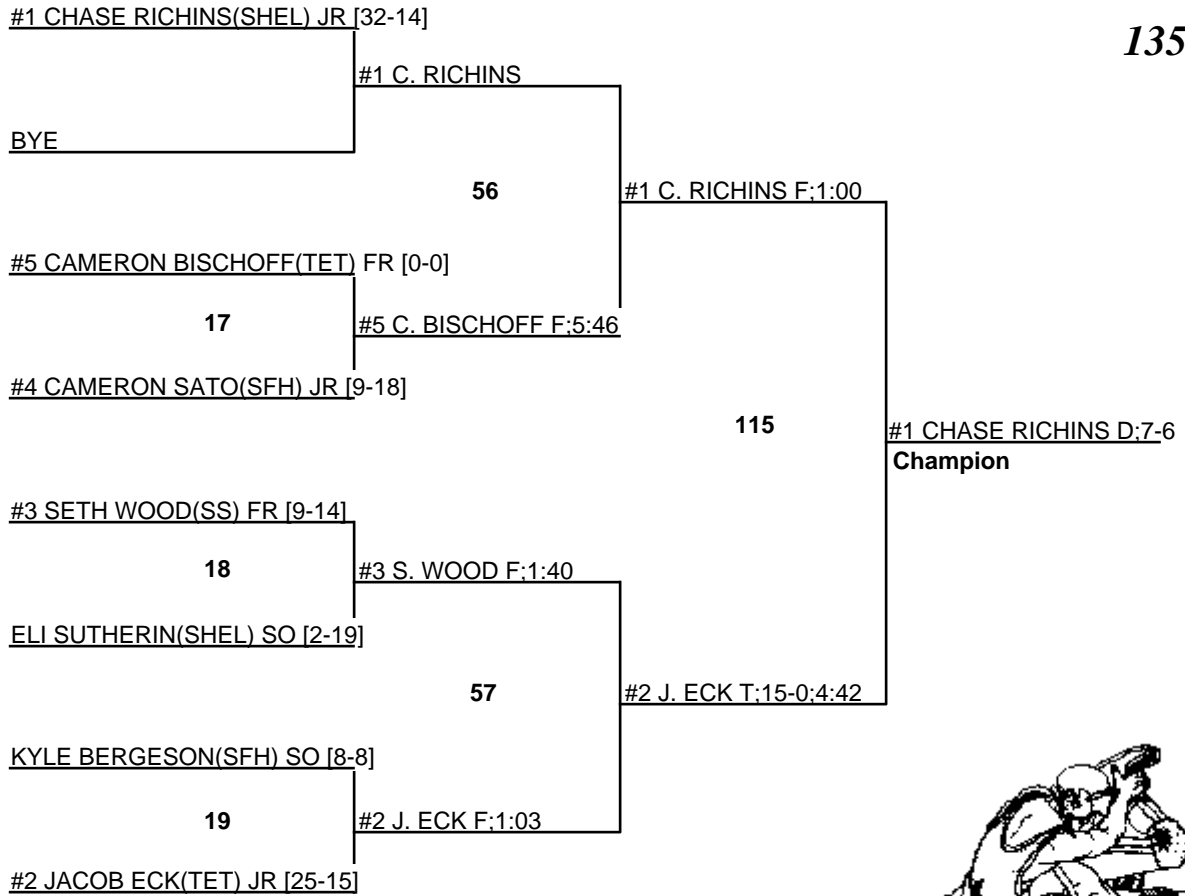 #1 CHASE RICHINS(SHEL) JR [32-14]
135
#1 C. RICHINS
BYE
56
#1 C. RICHINS F;1:00
#5 CAMERON BISCHOFF(TET) FR [0-0]
17
#5 C. BISCHOFF F;5:46
#4 CAMERON SATO(SFH) JR [9-18]
115
#1 CHASE RICHINS D;7-6
Champion
#3 SETH WOOD(SS) FR [9-14]
18
#3 S. WOOD F;1:40
ELI SUTHERIN(SHEL) SO [2-19]
57
#2 J. ECK T;15-0;4:42
KYLE BERGESON(SFH) SO [8-8]
19
#2 J. ECK F;1:03
#2 JACOB ECK(TET) JR [25-15]